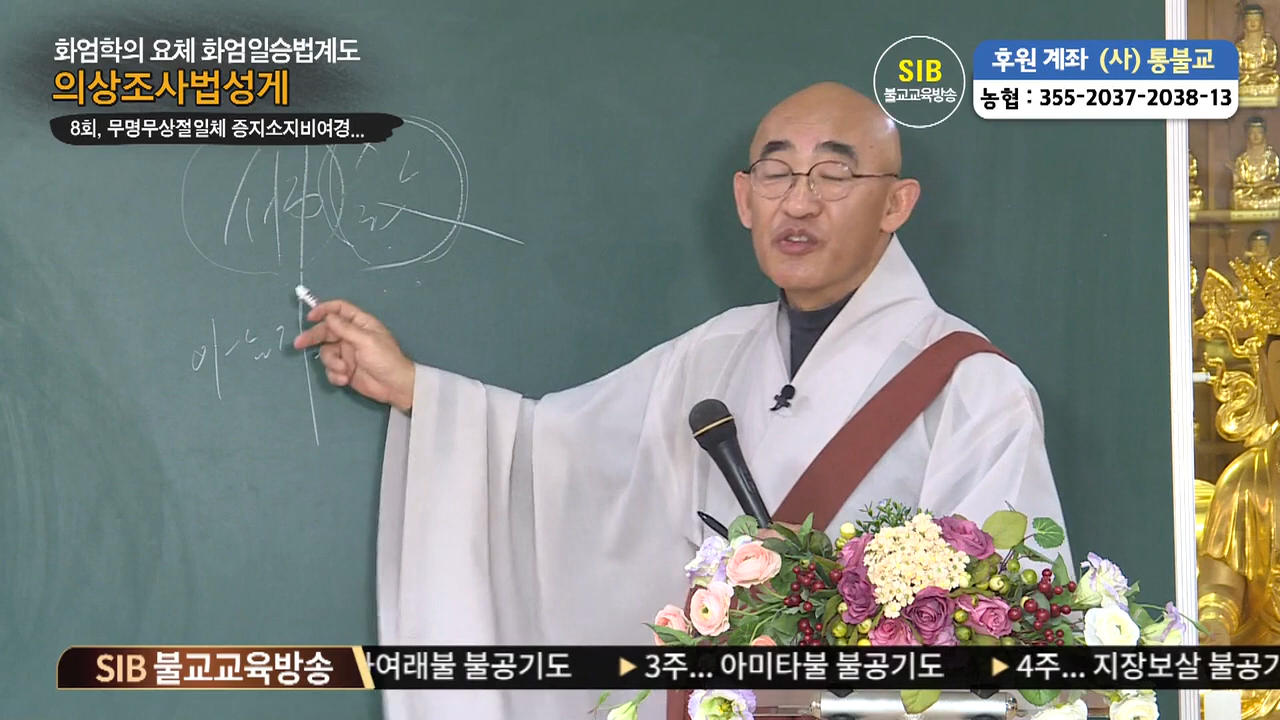 화엄학의 요체 화엄일승법계도
의상조사법성게
8회, 무명무상절일체 증지소지비여경...
SIB
불교교육방송
후원 계좌 (사) 통불교
농협 : 355-2037-2038-13
SIB 불교교육방송
여래불 불공기도 ▶ 3주... 아미타불 불공기도 ▶ 4주... 지장보살 불공기